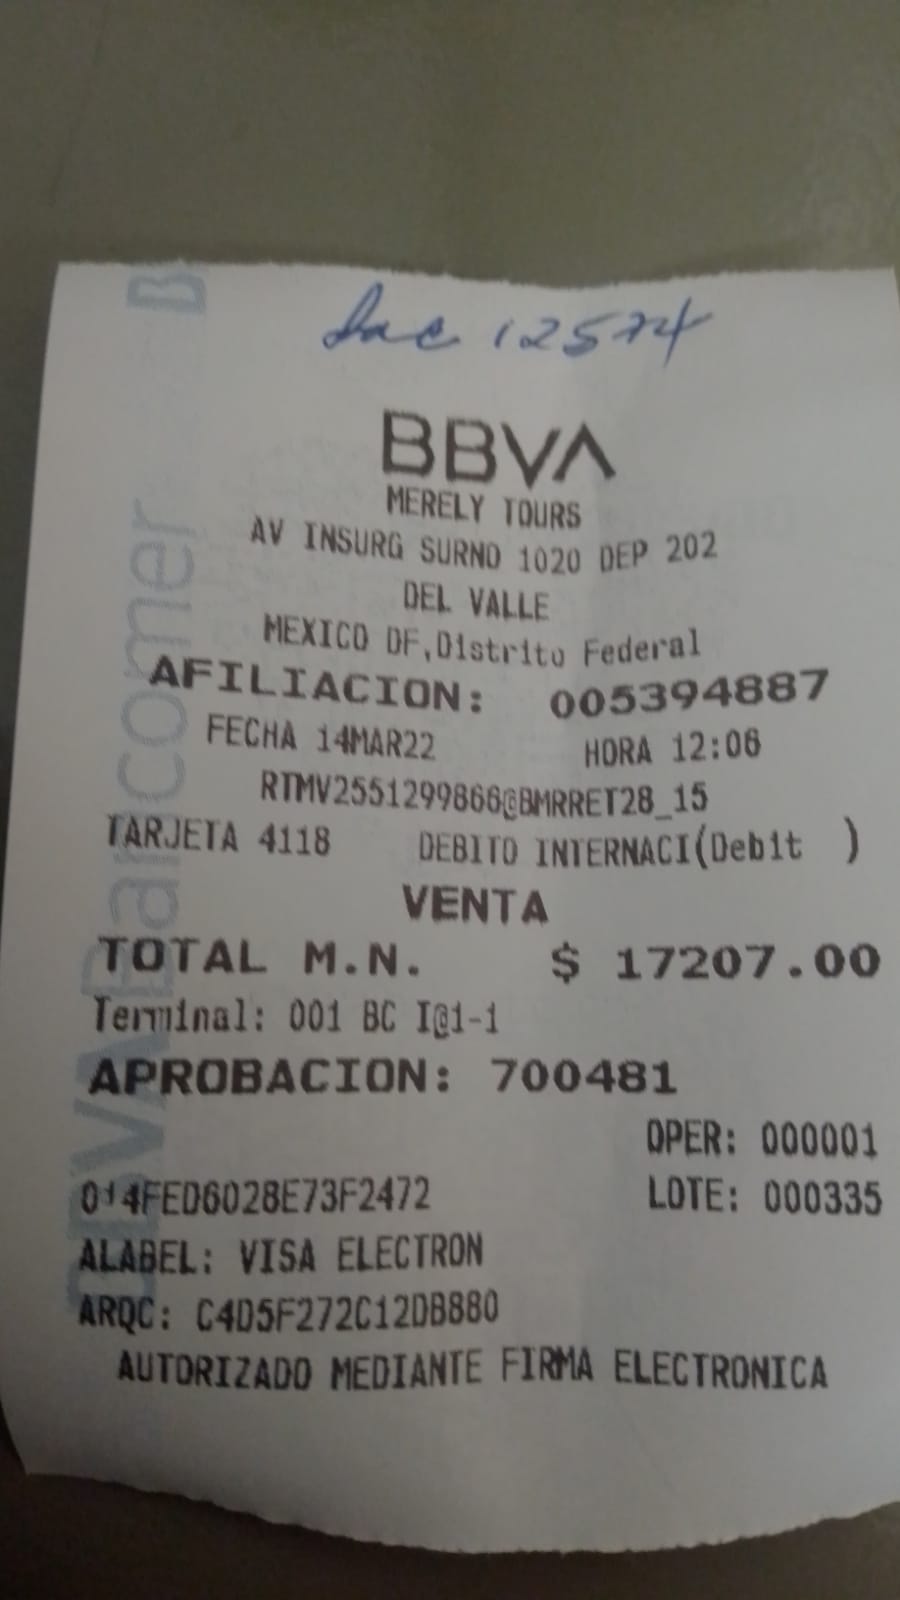 12574
BBVA
MERELY TOURS
AV INSURG SURNO 1020 DEP 202
DEL VALLE
MEXICO DF,Distrito Federal
AFILIACION: 005394887
FECHA 14MAR22 HORA 12:06
RTMV2551299866@BMRRET28_15
TARJETA 4118 DEBITO INTERNACI(Debit )
VENTA
TOTAL M.N. $ 17207.00
Terminal: 001 BC I@1-1
APROBACION: 700481
OPER: 000001
014FED6028E73F2472 LOTE: 000335
ALABEL: VISA ELECTRON
ARQC: C4D5F272C12DB880
AUTORIZADO MEDIANTE FIRMA ELECTRONICA
BBVA Bancomer B